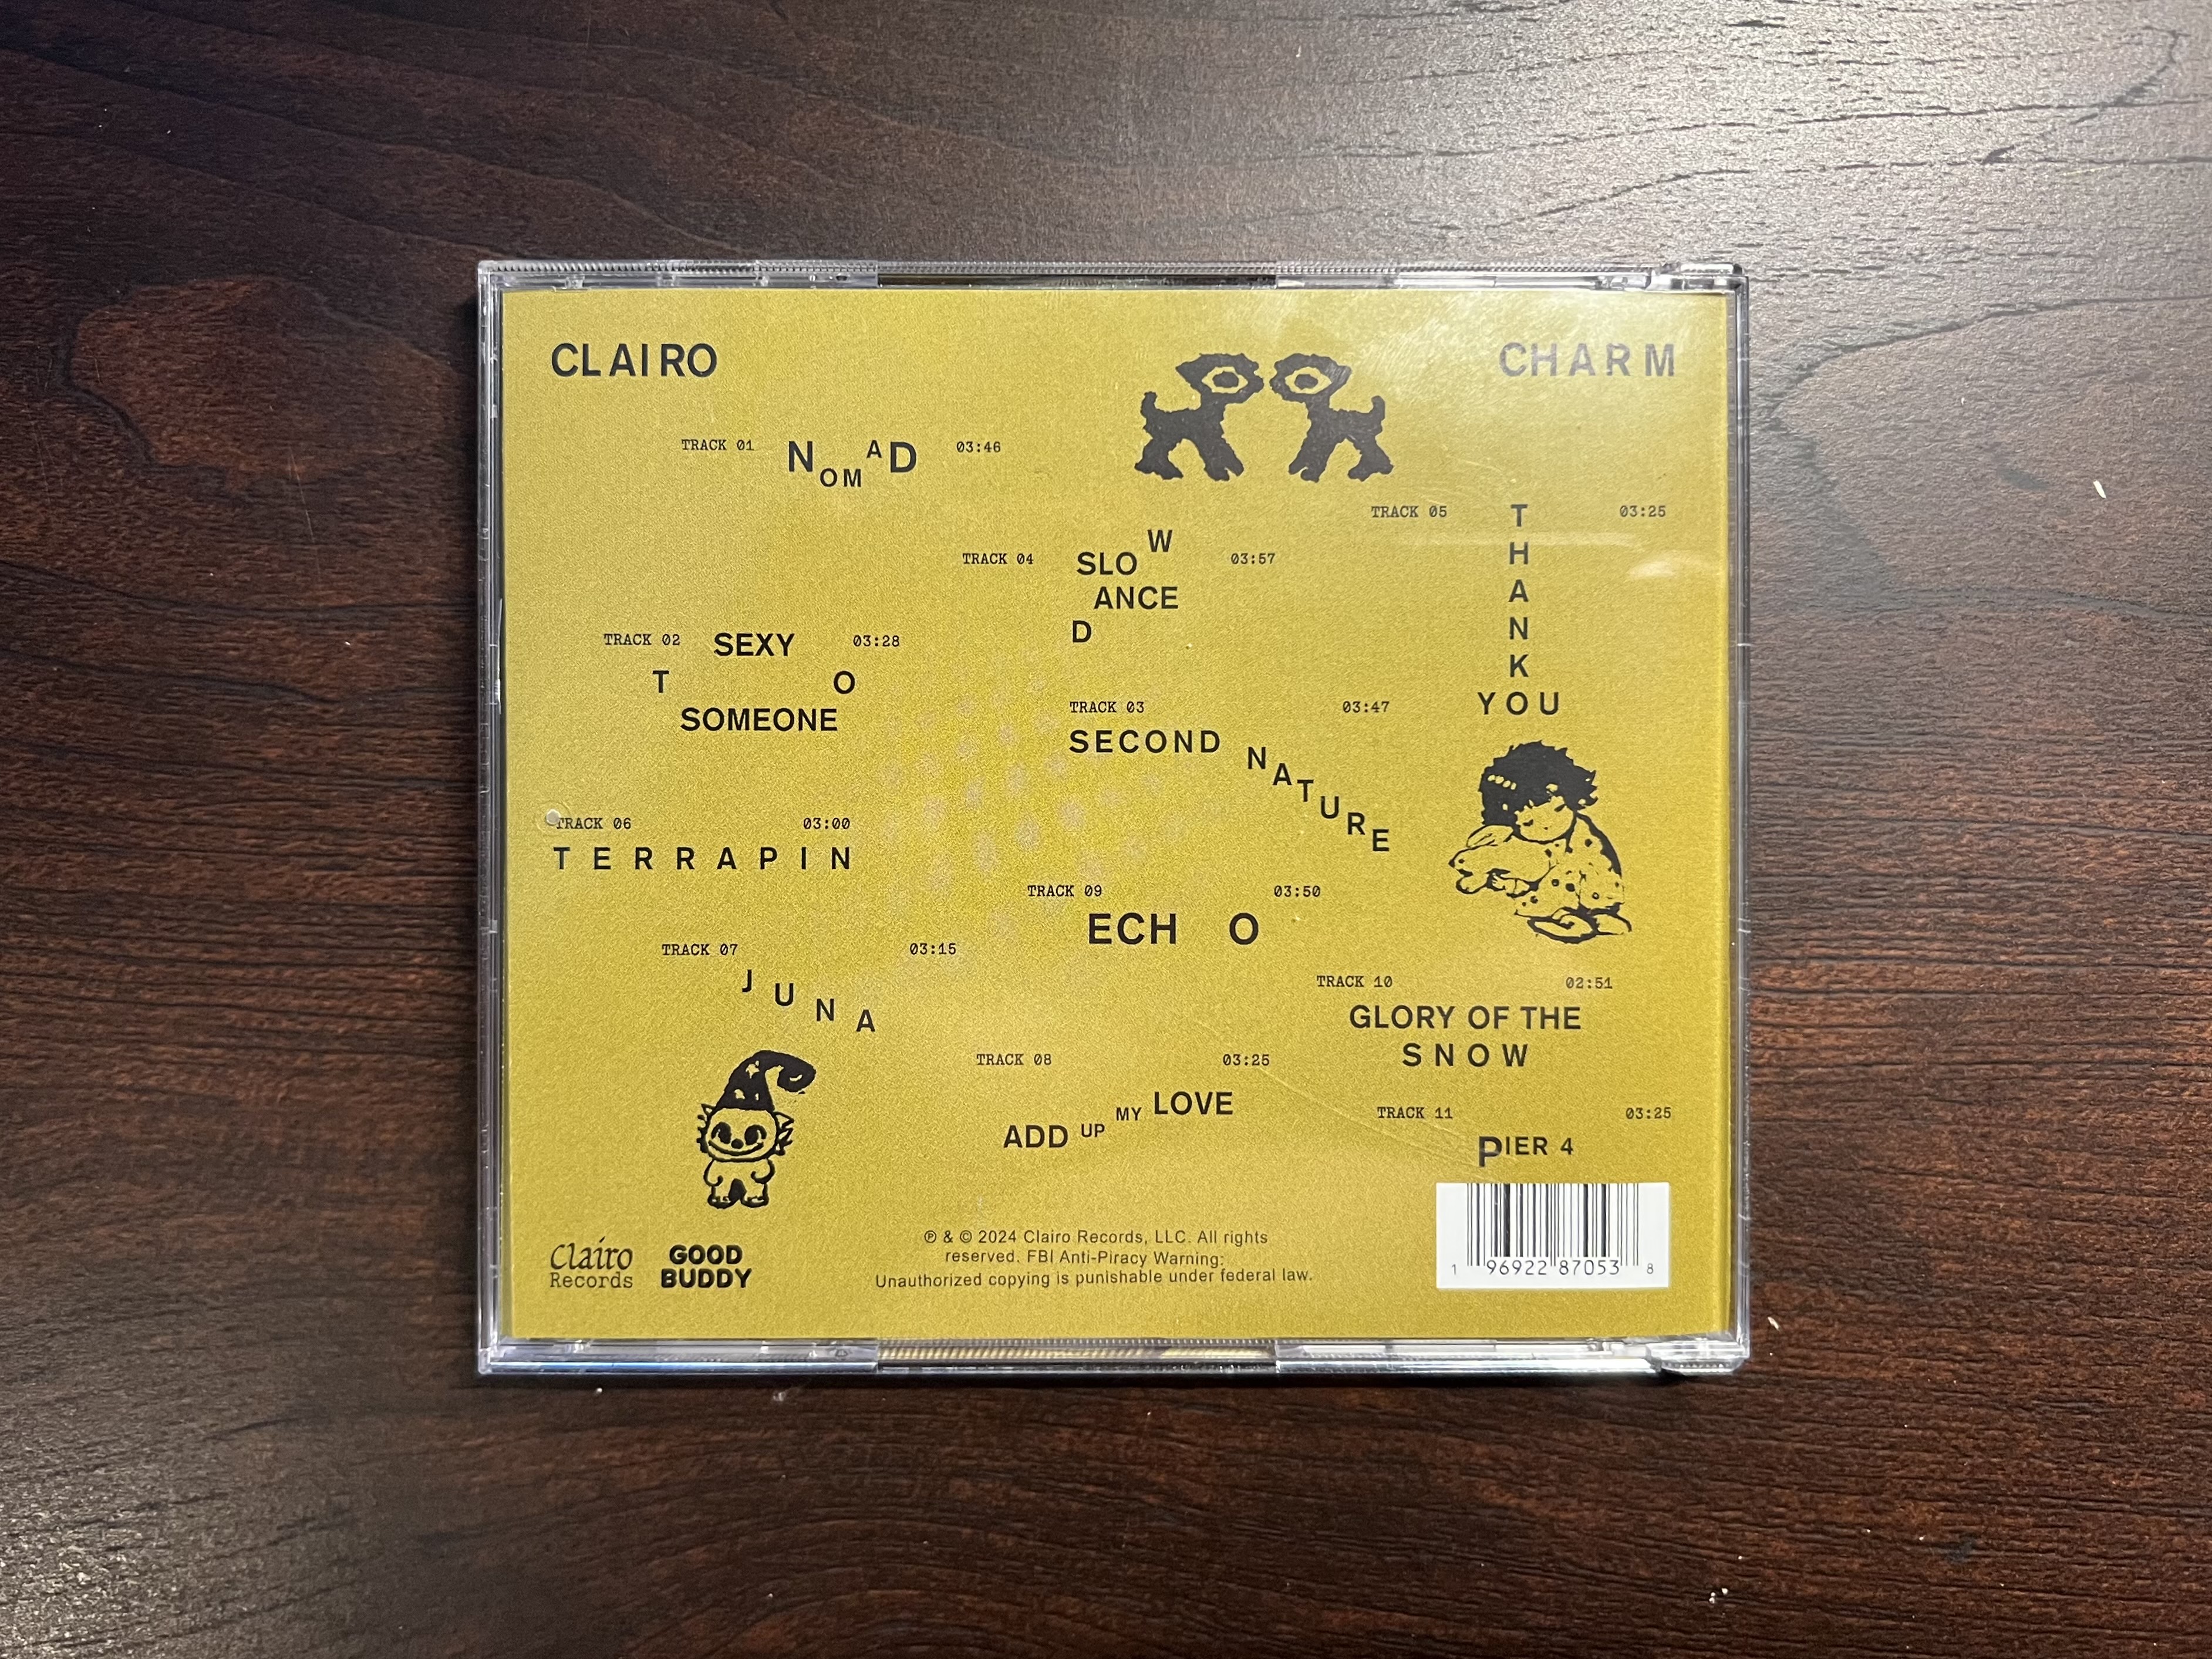 CLAIRO
CHARM
TRACK 01 NOMAD 03:46
TRACK 02 SEXY 03:28
T O
SOMEONE
TRACK 03 03:47
SECOND NATURE
TRACK 04 SLOW 03:57
DANCE
TRACK 05 THANK 03:25
YOU
TRACK 06 03:00
TERRAPIN
TRACK 07 03:15
JUNA
TRACK 08 03:25
ADD UP MY LOVE
TRACK 09 03:50
ECH O
TRACK 10 02:51
GLORY OF THE
SNOW
TRACK 11 03:25
PIER 4
Clairo
Records
GOOD
BUDDY
℗ & © 2024 Clairo Records, LLC. All rights
reserved. FBI Anti-Piracy Warning:
Unauthorized copying is punishable under federal law.
1 96922 87053 8